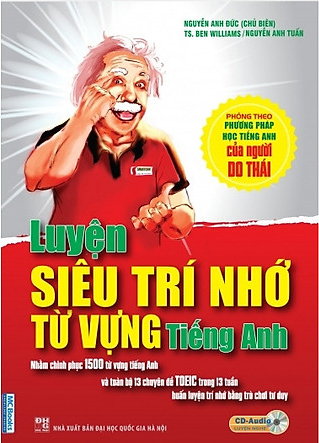 NGUYỄN ANH ĐỨC (CHỦ BIÊN)
TS. BEN WILLIAMS/NGUYỄN ANH TUẤN
PHỎNG THEO
PHƯƠNG PHÁP
HỌC TIẾNG ANH
của người
DO THÁI
Luyện
SIÊU TRÍ NHỚ
TỪ VỰNG Tiếng Anh
Nhằm chinh phục 1500 từ vựng tiếng Anh
và toàn bộ 13 chuyên đề TOEIC trong 13 tuần
huấn luyện trí nhớ bằng trò chơi tư duy
MCBooks
NHÀ XUẤT BẢN ĐẠI HỌC QUỐC GIA HÀ NỘI
CD-Audio